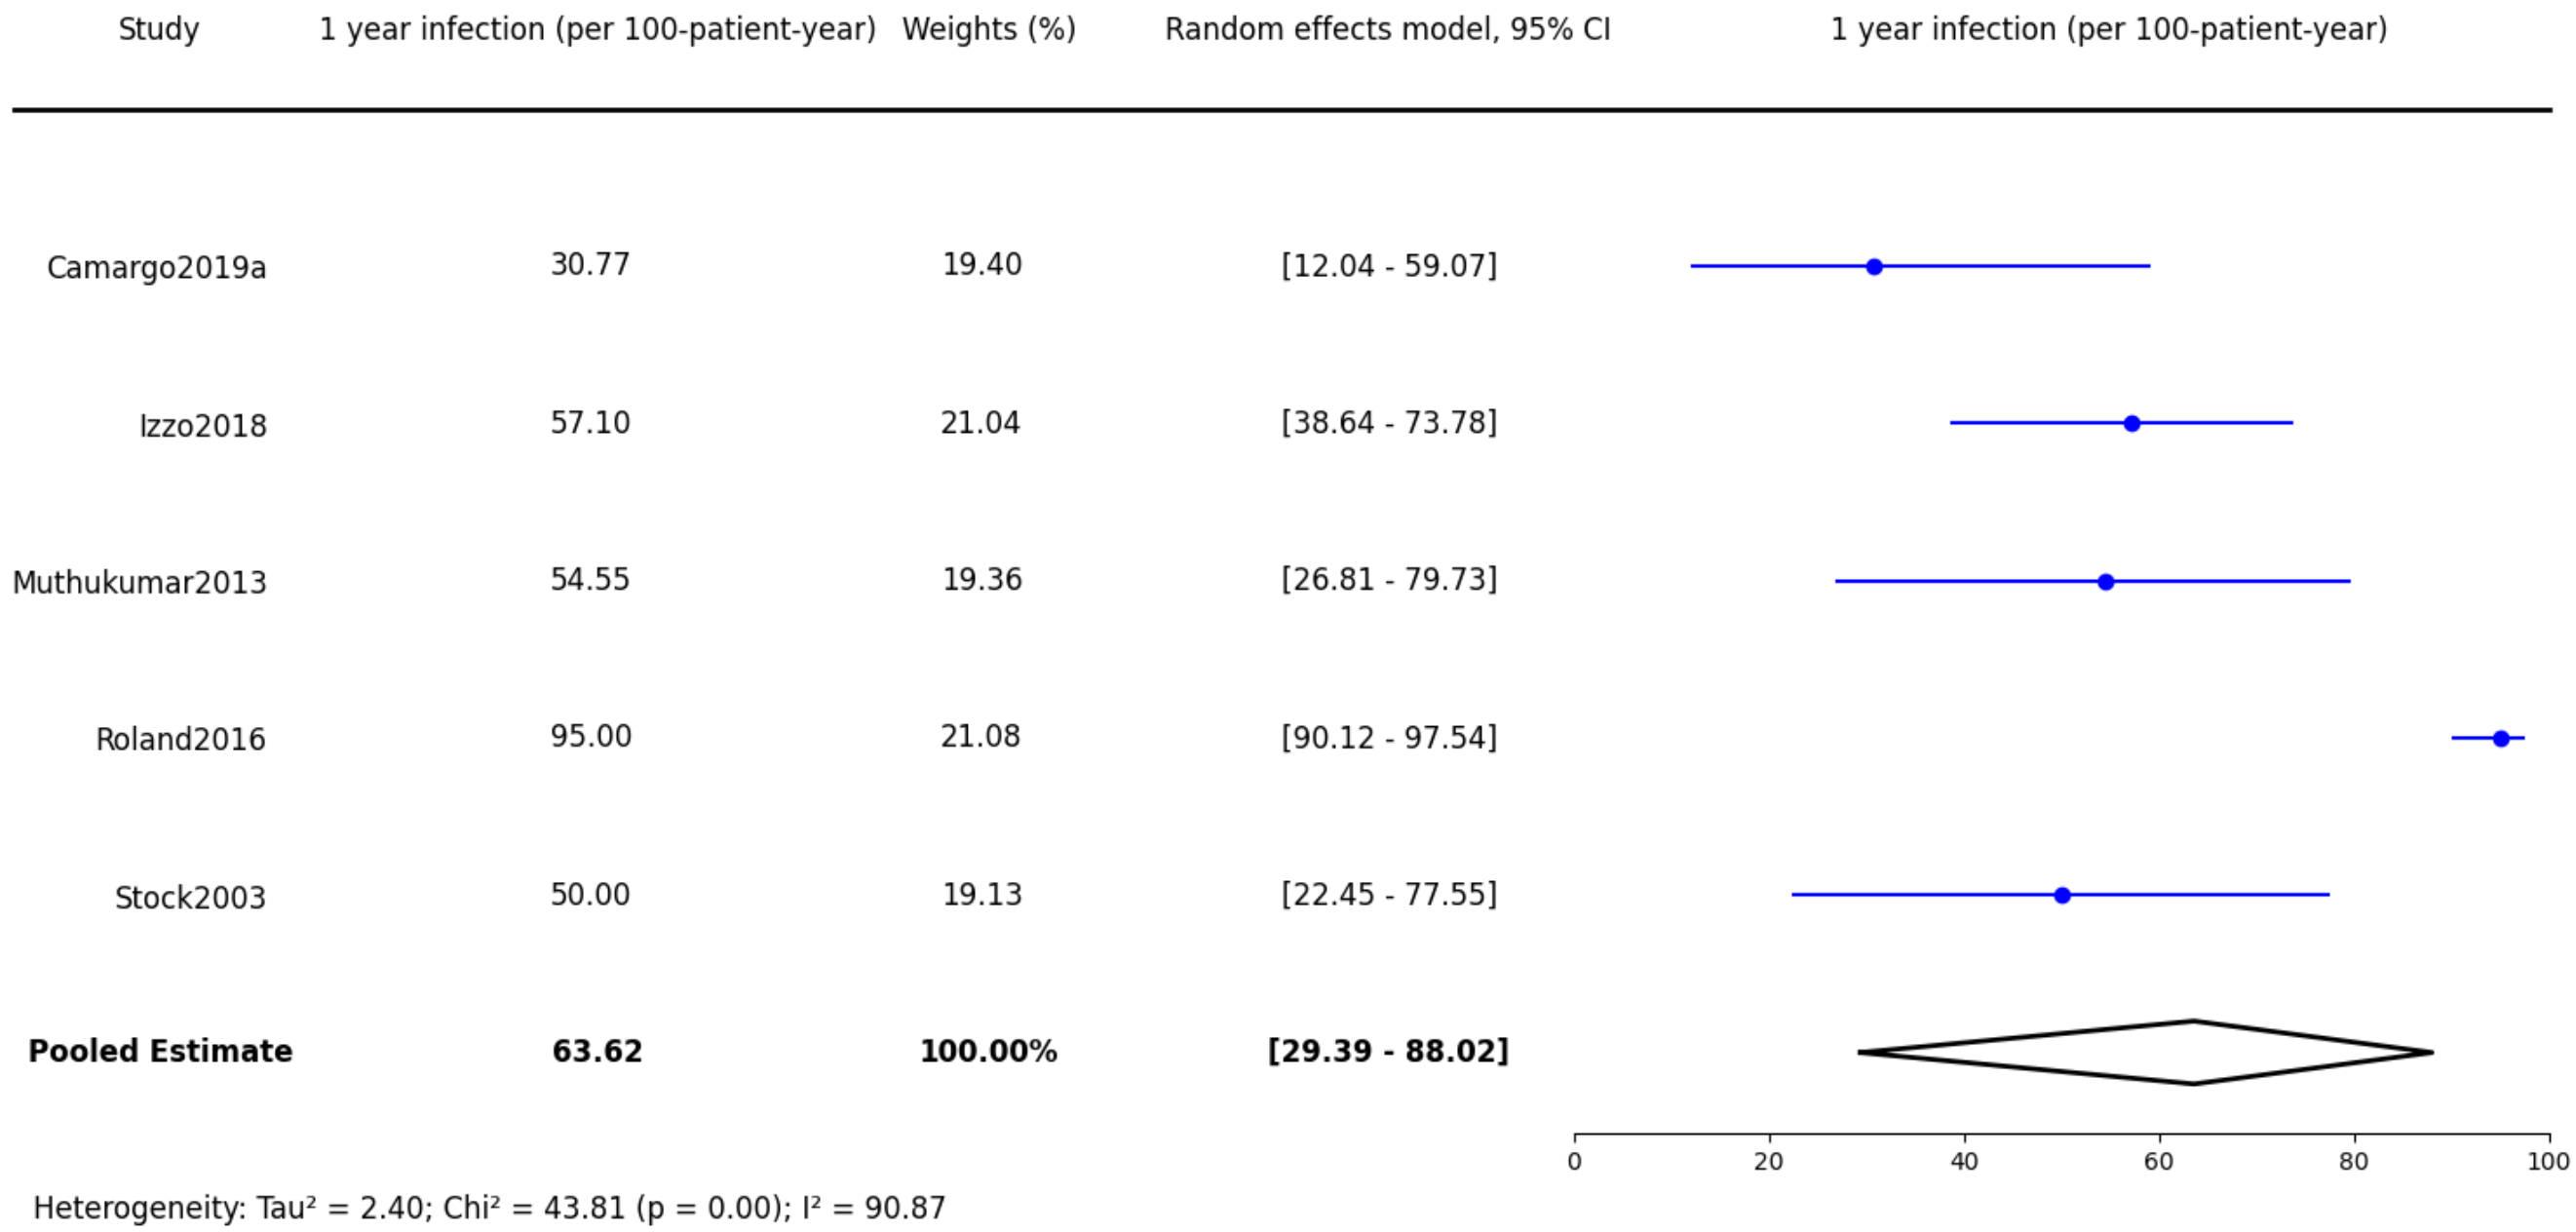 Study 1 year infection (per 100-patient-year) Weights (%) Random effects model, 95% CI 1 year infection (per 100-patient-year)
Camargo2019a 30.77 19.40 [12.04 - 59.07]
Izzo2018 57.10 21.04 [38.64 - 73.78]
Muthukumar2013 54.55 19.36 [26.81 - 79.73]
Roland2016 95.00 21.08 [90.12 - 97.54]
Stock2003 50.00 19.13 [22.45 - 77.55]
Pooled Estimate 63.62 100.00% [29.39 - 88.02]
0 20 40 60 80 100
Heterogeneity: Tau² = 2.40; Chi² = 43.81 (p = 0.00); I² = 90.87